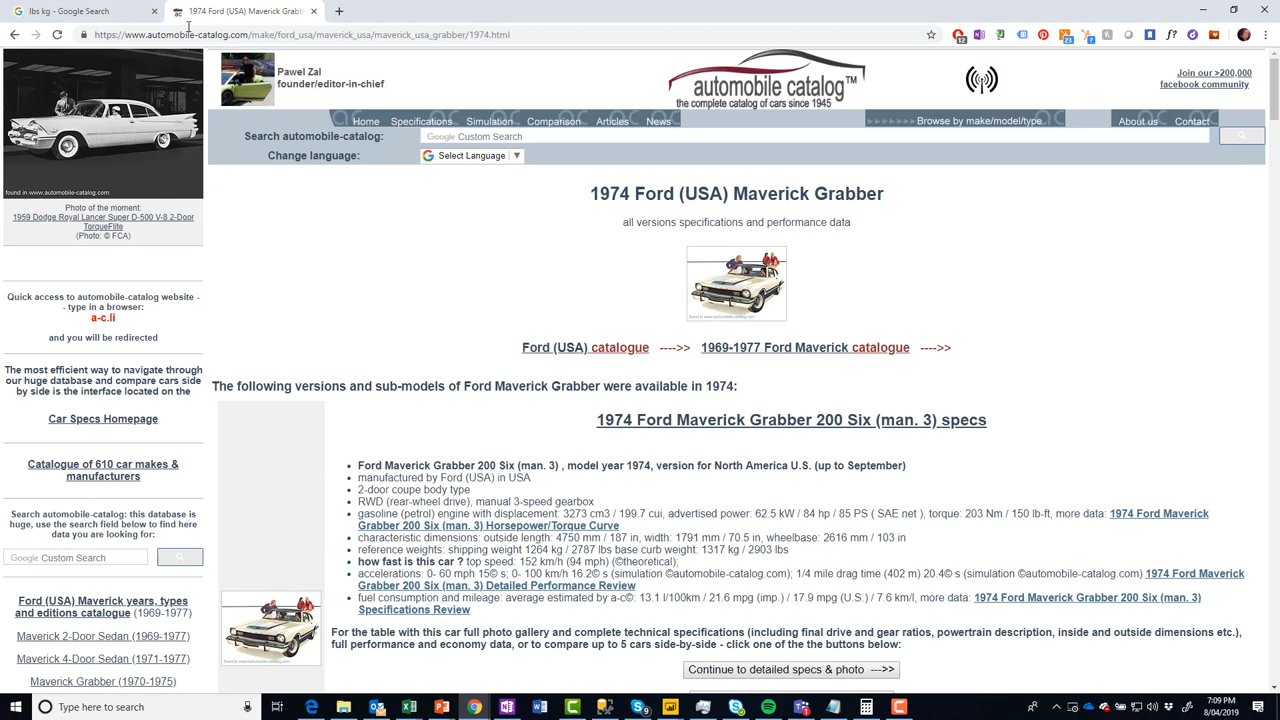 lbs kg - Google Search
1974 Ford (USA) Maverick Grabb
https://www.automobile-catalog.com/make/ford_usa/maverick_usa_grabber/1974.html
found in www.automobile-catalog.com
Photo of the moment:
1959 Dodge Royal Lancer Super D-500 V-8 2-Door
TorqueFlite
(Photo: © FCA)
Quick access to automobile-catalog website -
- type in a browser:
a-c.li
and you will be redirected
The most efficient way to navigate through
our huge database and compare cars side
by side is the interface located on the
Car Specs Homepage
Catalogue of 610 car makes &
manufacturers
Search automobile-catalog: this database is
huge, use the search field below to find here
data you are looking for:
Google Custom Search
Ford (USA) Maverick years, types
and editions catalogue (1969-1977)
Maverick 2-Door Sedan (1969-1977)
Maverick 4-Door Sedan (1971-1977)
Maverick Grabber (1970-1975)
Pawel Zal
founder/editor-in-chief
automobile catalog™
the complete catalog of cars since 1945
Join our >200,000
facebook community
Home Specifications Simulation Comparison Articles News Browse by make/model/type... About us Contact
Search automobile-catalog: Google Custom Search
Change language: Select Language ▼
1974 Ford (USA) Maverick Grabber
all versions specifications and performance data
Ford (USA) catalogue ---->> 1969-1977 Ford Maverick catalogue ---->>
The following versions and sub-models of Ford Maverick Grabber were available in 1974:
1974 Ford Maverick Grabber 200 Six (man. 3) specs
Ford Maverick Grabber 200 Six (man. 3) , model year 1974, version for North America U.S. (up to September)
manufactured by Ford (USA) in USA
2-door coupe body type
RWD (rear-wheel drive), manual 3-speed gearbox
gasoline (petrol) engine with displacement: 3273 cm3 / 199.7 cui, advertised power: 62.5 kW / 84 hp / 85 PS ( SAE net ), torque: 203 Nm / 150 lb-ft, more data: 1974 Ford Maverick
Grabber 200 Six (man. 3) Horsepower/Torque Curve
characteristic dimensions: outside length: 4750 mm / 187 in, width: 1791 mm / 70.5 in, wheelbase: 2616 mm / 103 in
reference weights: shipping weight 1264 kg / 2787 lbs base curb weight: 1317 kg / 2903 lbs
how fast is this car ? top speed: 152 km/h (94 mph) (©theoretical);
accelerations: 0- 60 mph 15© s; 0- 100 km/h 16.2© s (simulation ©automobile-catalog.com); 1/4 mile drag time (402 m) 20.4© s (simulation ©automobile-catalog.com) 1974 Ford Maverick
Grabber 200 Six (man. 3) Detailed Performance Review
fuel consumption and mileage: average estimated by a-c©: 13.1 l/100km / 21.6 mpg (imp.) / 17.9 mpg (U.S.) / 7.6 km/l, more data: 1974 Ford Maverick Grabber 200 Six (man. 3)
Specifications Review
For the table with this car full photo gallery and complete technical specifications (including final drive and gear ratios, powertrain description, inside and outside dimensions etc.),
full performance and economy data, or to compare up to 5 cars side-by-side - click one of the the buttons below:
Continue to detailed specs & photo --->>
Type here to search
7:09 PM
8/04/2019